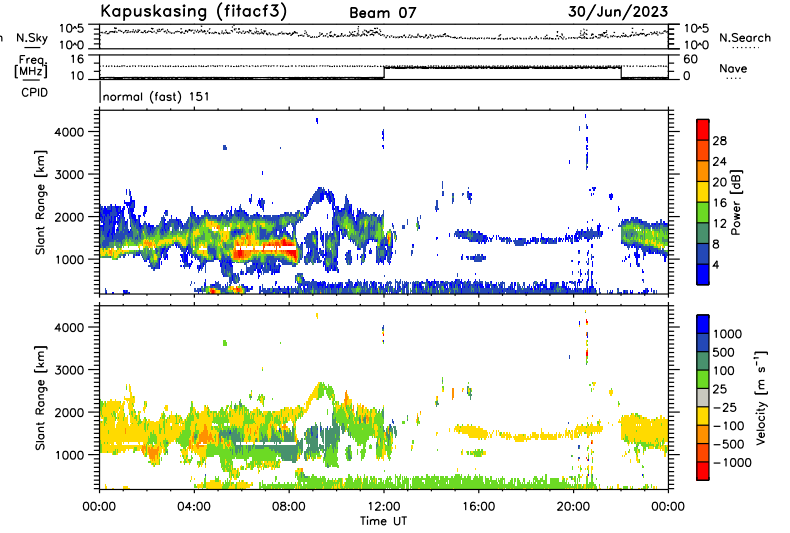 Kapuskasing (fitacf3) Beam 07 30/Jun/2023
n N.Sky 10^5 10^0 10^5 10^0 N.Search
Freq. [MHz] 16 10 60 0 Nave
CPID normal (fast) 151
Slant Range [km] 4000 3000 2000 1000
Power [dB] 28 24 20 16 12 8 4
Slant Range [km] 4000 3000 2000 1000
Velocity [m s⁻¹] 1000 500 100 25 −25 −100 −500 −1000
00:00 04:00 08:00 12:00 16:00 20:00 00:00
Time UT